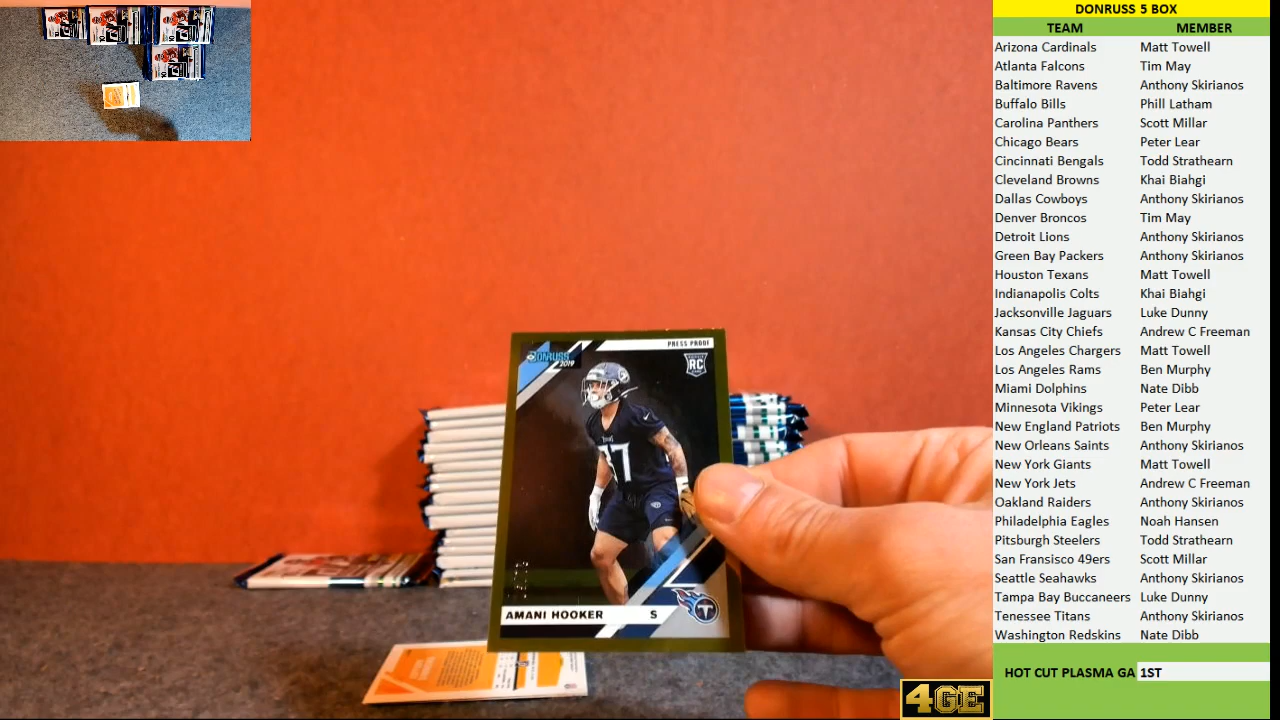 DONRUSS 5 BOX
TEAM MEMBER
Arizona Cardinals Matt Towell
Atlanta Falcons Tim May
Baltimore Ravens Anthony Skirianos
Buffalo Bills Phill Latham
Carolina Panthers Scott Millar
Chicago Bears Peter Lear
Cincinnati Bengals Todd Strathearn
Cleveland Browns Khai Biahgi
Dallas Cowboys Anthony Skirianos
Denver Broncos Tim May
Detroit Lions Anthony Skirianos
Green Bay Packers Anthony Skirianos
Houston Texans Matt Towell
Indianapolis Colts Khai Biahgi
Jacksonville Jaguars Luke Dunny
Kansas City Chiefs Andrew C Freeman
Los Angeles Chargers Matt Towell
Los Angeles Rams Ben Murphy
Miami Dolphins Nate Dibb
Minnesota Vikings Peter Lear
New England Patriots Ben Murphy
New Orleans Saints Anthony Skirianos
New York Giants Matt Towell
New York Jets Andrew C Freeman
Oakland Raiders Anthony Skirianos
Philadelphia Eagles Noah Hansen
Pitsburgh Steelers Todd Strathearn
San Fransisco 49ers Scott Millar
Seattle Seahawks Anthony Skirianos
Tampa Bay Buccaneers Luke Dunny
Tenessee Titans Anthony Skirianos
Washington Redskins Nate Dibb
HOT CUT PLASMA GA 1ST
PRESS PROOF
DONRUSS
2019
RC
37
AMANI HOOKER S
T
4GE